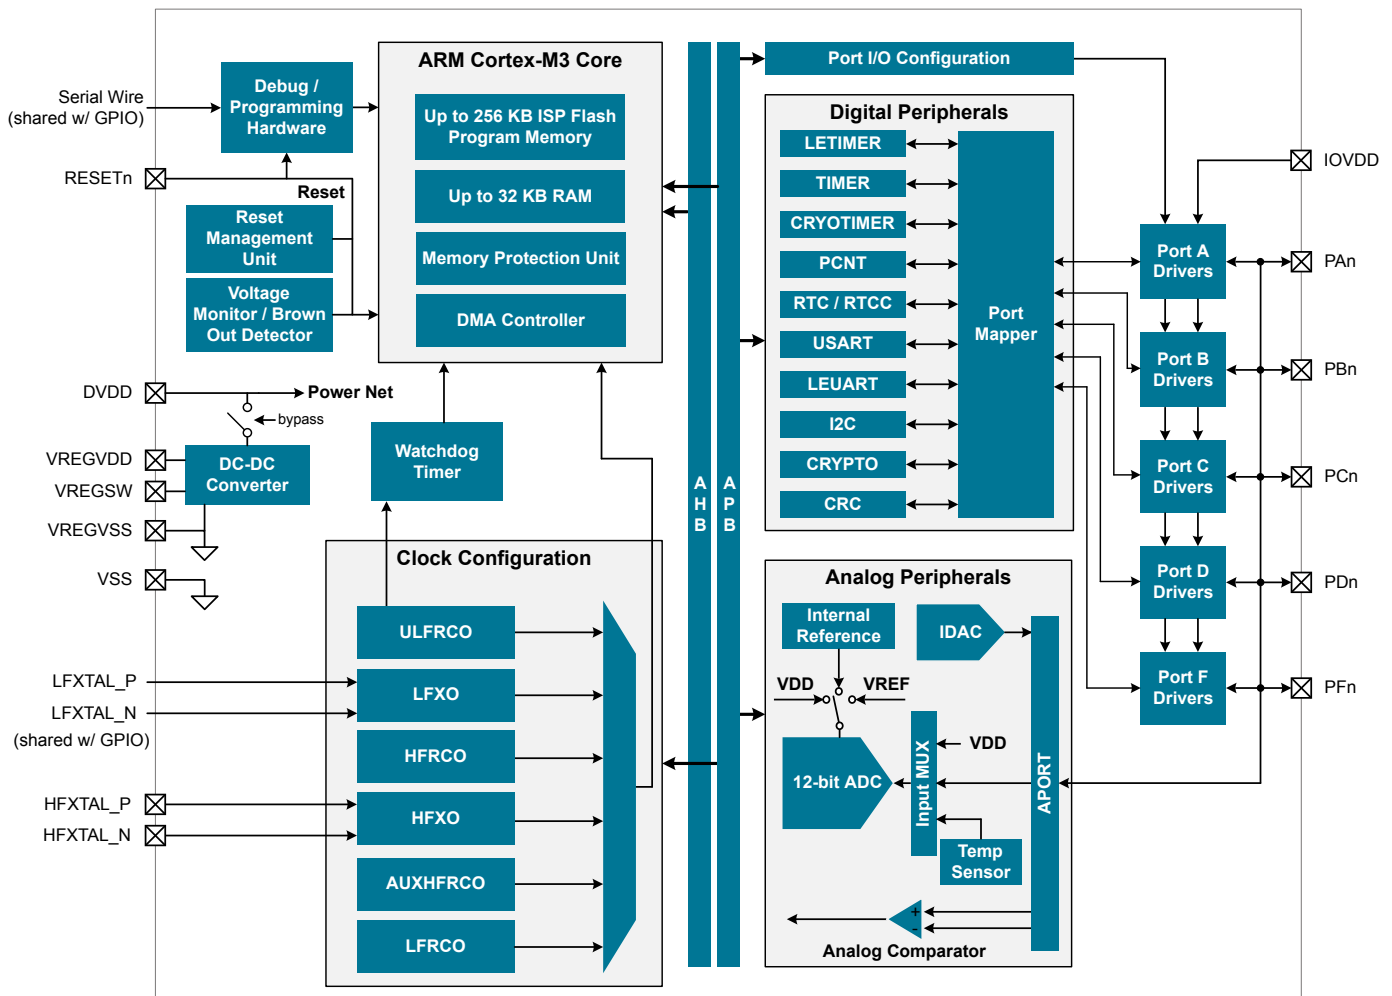 Serial Wire
(shared w/ GPIO)
RESETn
DVDD
VREGVDD
VREGSW
VREGVSS
VSS
LFXTAL_P
LFXTAL_N
(shared w/ GPIO)
HFXTAL_P
HFXTAL_N
Debug /
Programming
Hardware
Reset
Reset
Management
Unit
Voltage
Monitor / Brown
Out Detector
Power Net
bypass
DC-DC
Converter
ARM Cortex-M3 Core
Up to 256 KB ISP Flash
Program Memory
Up to 32 KB RAM
Memory Protection Unit
DMA Controller
Watchdog
Timer
Clock Configuration
ULFRCO
LFXO
HFRCO
HFXO
AUXHFRCO
LFRCO
A
H
B
A
P
B
Port I/O Configuration
Digital Peripherals
LETIMER
TIMER
CRYOTIMER
PCNT
RTC / RTCC
USART
LEUART
I2C
CRYPTO
CRC
Port
Mapper
Analog Peripherals
Internal
Reference
IDAC
VDD
VREF
12-bit ADC
Input MUX
VDD
Temp
Sensor
APORT
+
-
Analog Comparator
Port A
Drivers
Port B
Drivers
Port C
Drivers
Port D
Drivers
Port F
Drivers
IOVDD
PAn
PBn
PCn
PDn
PFn